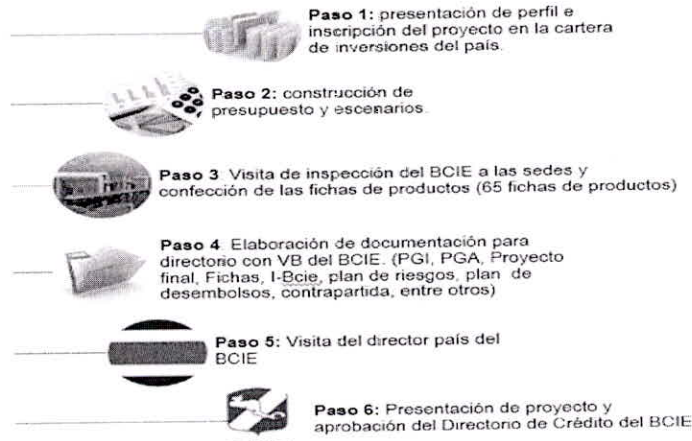 Paso 1: presentación de perfil e
inscripción del proyecto en la cartera
de inversiones del país.
Paso 2: construcción de
presupuesto y escenarios.
Paso 3 Visita de inspección del BCIE a las sedes y
confección de las fichas de productos (65 fichas de productos)
Paso 4 Elaboración de documentación para
directorio con VB del BCIE. (PGI, PGA, Proyecto
final, Fichas, I-Bcie, plan de riesgos, plan de
desembolsos, contrapartida, entre otros)
Paso 5: Visita del director país del
BCIE
Paso 6: Presentación de proyecto y
aprobación del Directorio de Crédito del BCIE